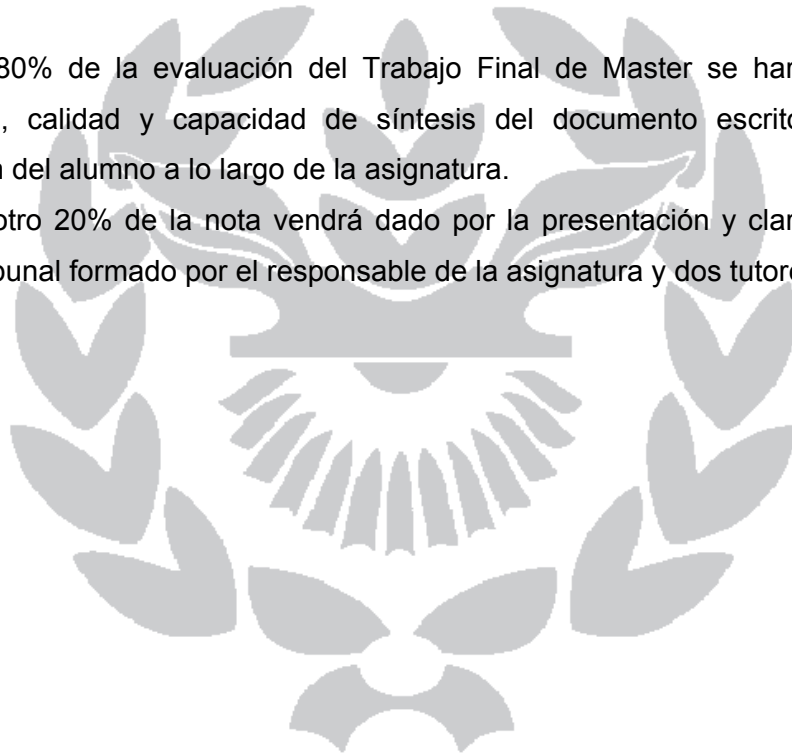 80% de la evaluación del Trabajo Final de Master se har
, calidad y capacidad de síntesis del documento escrito
del alumno a lo largo de la asignatura.
otro 20% de la nota vendrá dado por la presentación y clar
bunal formado por el responsable de la asignatura y dos tutor